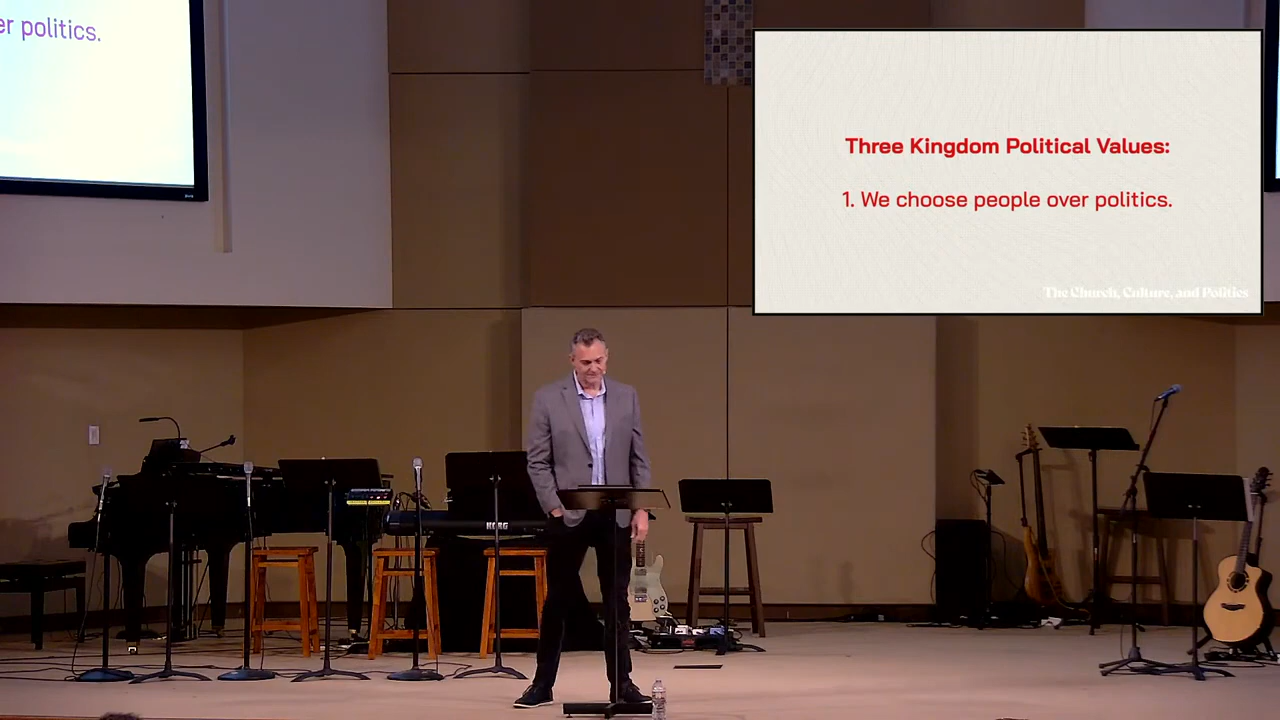 er politics.
Three Kingdom Political Values:
1. We choose people over politics.
The Church, Culture, and Politics
KORG